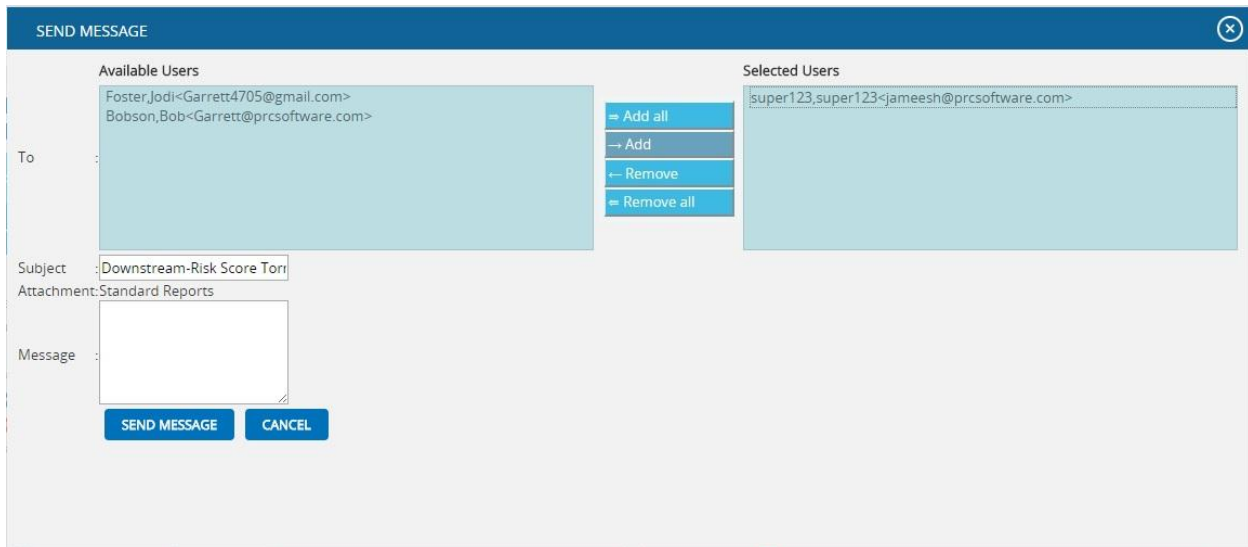 SEND MESSAGE
Available Users
Selected Users
Foster,Jodi<Garrett4705@gmail.com>
Bobson,Bob<Garrett@prcsoftware.com>
super123,super123<jameesh@prcsoftware.com>
⇒ Add all
→ Add
← Remove
⇐ Remove all
To :
Subject : Downstream-Risk Score Torr
Attachment:Standard Reports
Message :
SEND MESSAGE
CANCEL